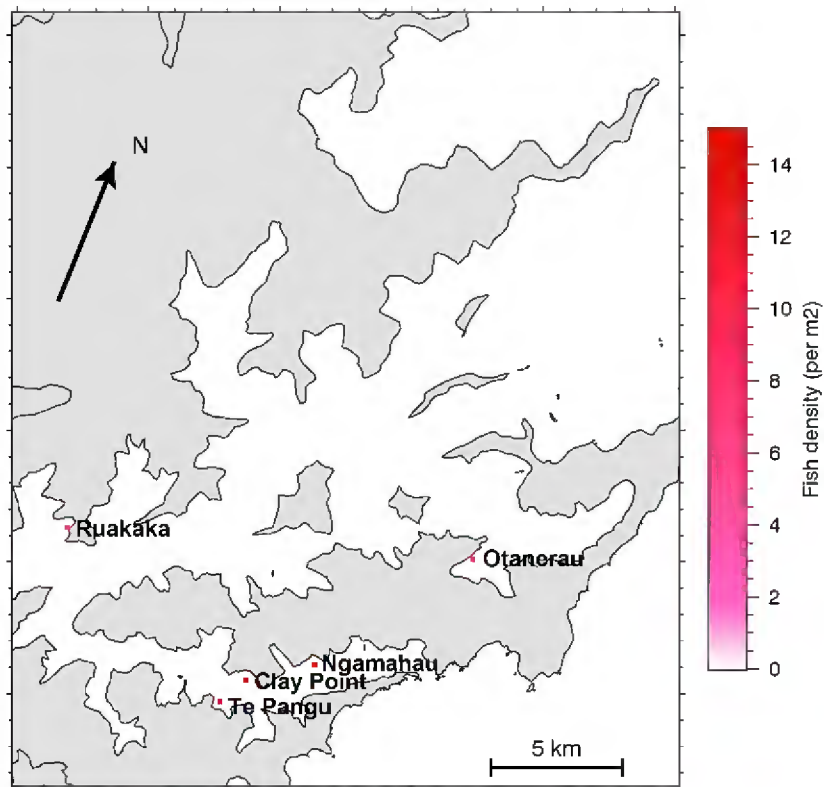 N
Ruakaka
Otanerau
Ngamahau
Clay Point
Te Pangu
5 km
14
12
10
8
6
4
2
0
Fish density (per m2)